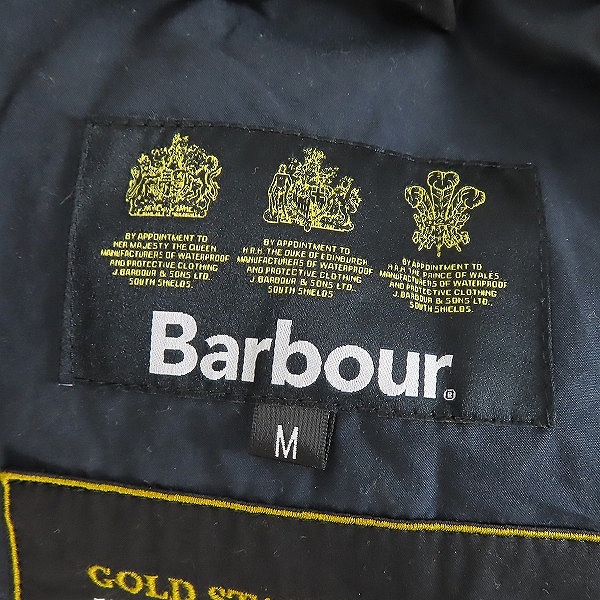 BY APPOINTMENT TO
HER MAJESTY THE QUEEN
MANUFACTURERS OF WATERPROOF
AND PROTECTIVE CLOTHING
J.BARBOUR & SONS LTD.
SOUTH SHIELDS.
BY APPOINTMENT TO
H.R.H. THE DUKE OF EDINBURGH
MANUFACTURERS OF WATERPROOF
AND PROTECTIVE CLOTHING
J.BARBOUR & SONS LTD.
SOUTH SHIELDS.
BY APPOINTMENT TO
H.R.H THE PRINCE OF WALES.
MANUFACTURERS OF WATERPROOF
AND PROTECTIVE CLOTHING
J.BARBOUR & SONS LTD..
SOUTH SHIELDS.
Barbour®
M
GOLD